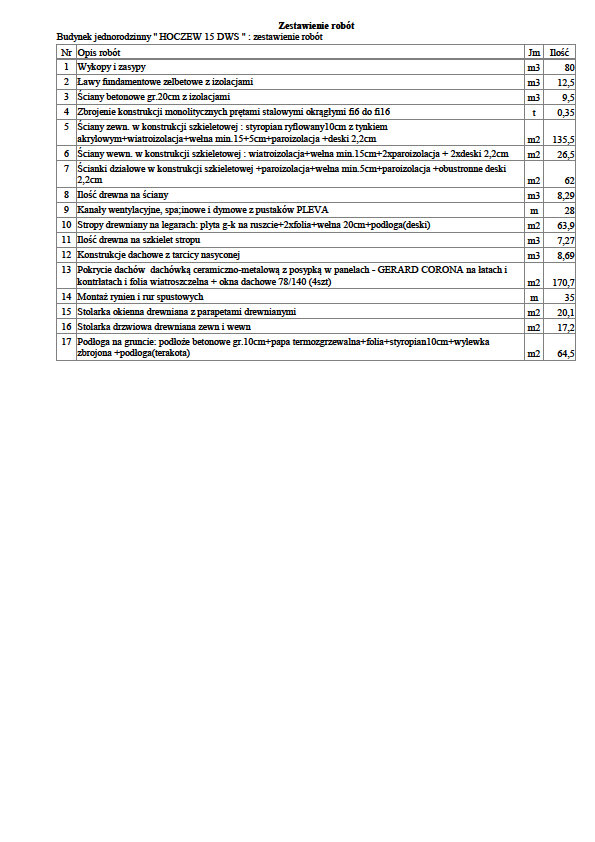 Zestawienie robót
Budynek jednorodzinny " HOCZEW 15 DWS " : zestawienie robót
Nr Opis robót Jm Ilość
1 Wykopy i zasypy m3 80
2 Ławy fundamentowe żelbetowe z izolacjami m3 12,5
3 Ściany betonowe gr.20cm z izolacjami m3 9,5
4 Zbrojenie konstrukcji monolitycznych prętami stalowymi okrągłymi fi6 do fi16 t 0,35
5 Ściany zewn. w konstrukcji szkieletowej : styropian ryflowany10cm z tynkiem
akrylowym+wiatroizolacja+wełna min.15+5cm+paroizolacja +deski 2,2cm m2 135,5
6 Ściany wewn. w konstrukcji szkieletowej : wiatroizolacja+wełna min.15cm+2xparoizolacja + 2xdeski 2,2cm m2 26,5
7 Ścianki działowe w konstrukcji szkieletowej +paroizolacja+wełna min.5cm+paroizolacja +obustronne deski
2,2cm m2 62
8 Ilość drewna na ściany m3 8,29
9 Kanały wentylacyjne, spa;inowe i dymowe z pustaków PLEVA m 28
10 Stropy drewniany na legarach: płyta g-k na ruszcie+2xfolia+wełna 20cm+podłoga(deski) m2 63,9
11 Ilość drewna na szkielet stropu m3 7,27
12 Konstrukcje dachowe z tarcicy nasyconej m3 8,69
13 Pokrycie dachów dachówką ceramiczno-metalową z posypką w panelach - GERARD CORONA na łatach i
kontrłatach i folia wiatroszczelna + okna dachowe 78/140 (4szt) m2 170,7
14 Montaż rynien i rur spustowych m 35
15 Stolarka okienna drewniana z parapetami drewnianymi m2 20,1
16 Stolarka drzwiowa drewniana zewn i wewn m2 17,2
17 Podłoga na gruncie: podłoże betonowe gr.10cm+papa termozgrzewalna+folia+styropian10cm+wylewka
zbrojona +podłoga(terakota) m2 64,5